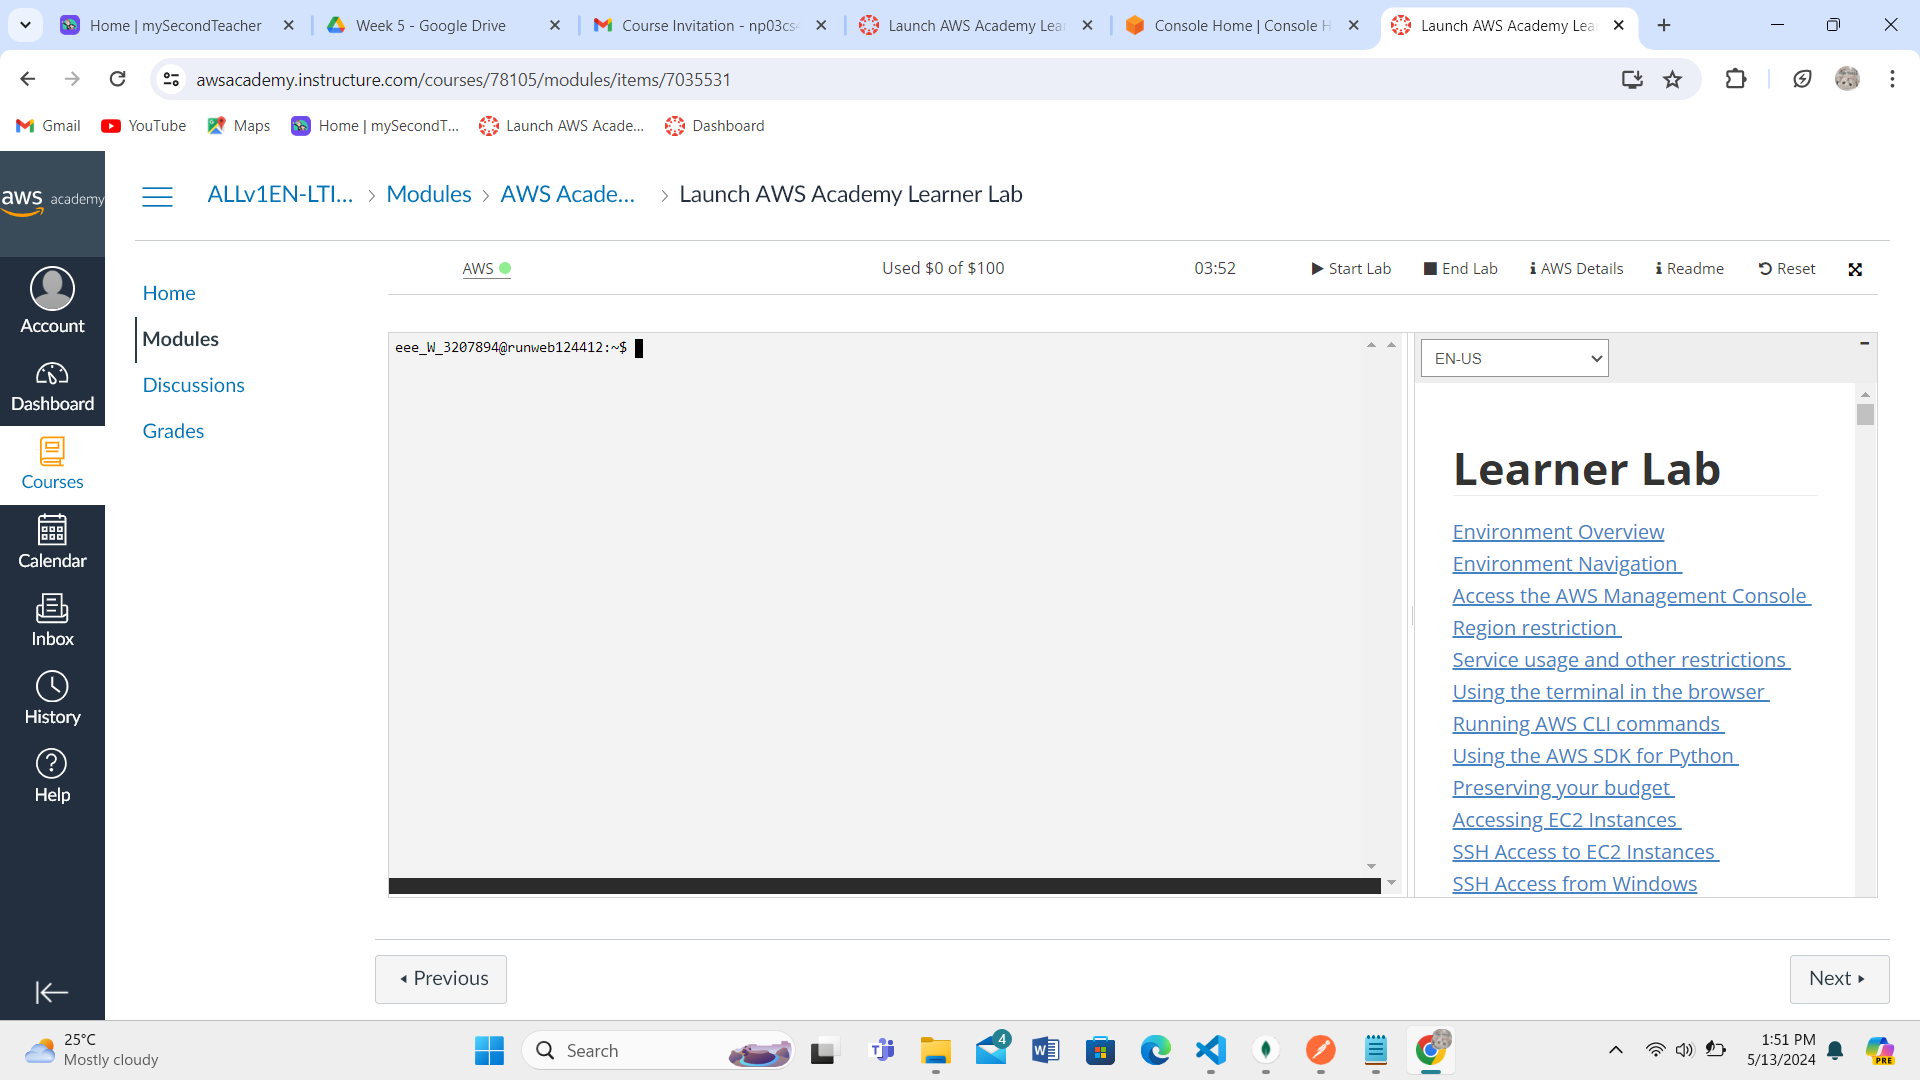 Home | mySecondTeacher
Week 5 - Google Drive
Course Invitation - np03cs4
Launch AWS Academy Lea
Console Home | Console H
Launch AWS Academy Lea
awsacademy.instructure.com/courses/78105/modules/items/7035531
Gmail
YouTube
Maps
Home | mySecondT...
Launch AWS Acade...
Dashboard
aws academy
ALLv1EN-LTI... > Modules > AWS Acade... > Launch AWS Academy Learner Lab
AWS
Used $0 of $100
03:52
Start Lab
End Lab
AWS Details
Readme
Reset
Account
Dashboard
Courses
Calendar
Inbox
History
Help
Home
Modules
Discussions
Grades
eee_W_3207894@runweb124412:~$
EN-US
Learner Lab
Environment Overview
Environment Navigation
Access the AWS Management Console
Region restriction
Service usage and other restrictions
Using the terminal in the browser
Running AWS CLI commands
Using the AWS SDK for Python
Preserving your budget
Accessing EC2 Instances
SSH Access to EC2 Instances
SSH Access from Windows
Previous
Next
25°C
Mostly cloudy
Search
4
1:51 PM
5/13/2024
PRE